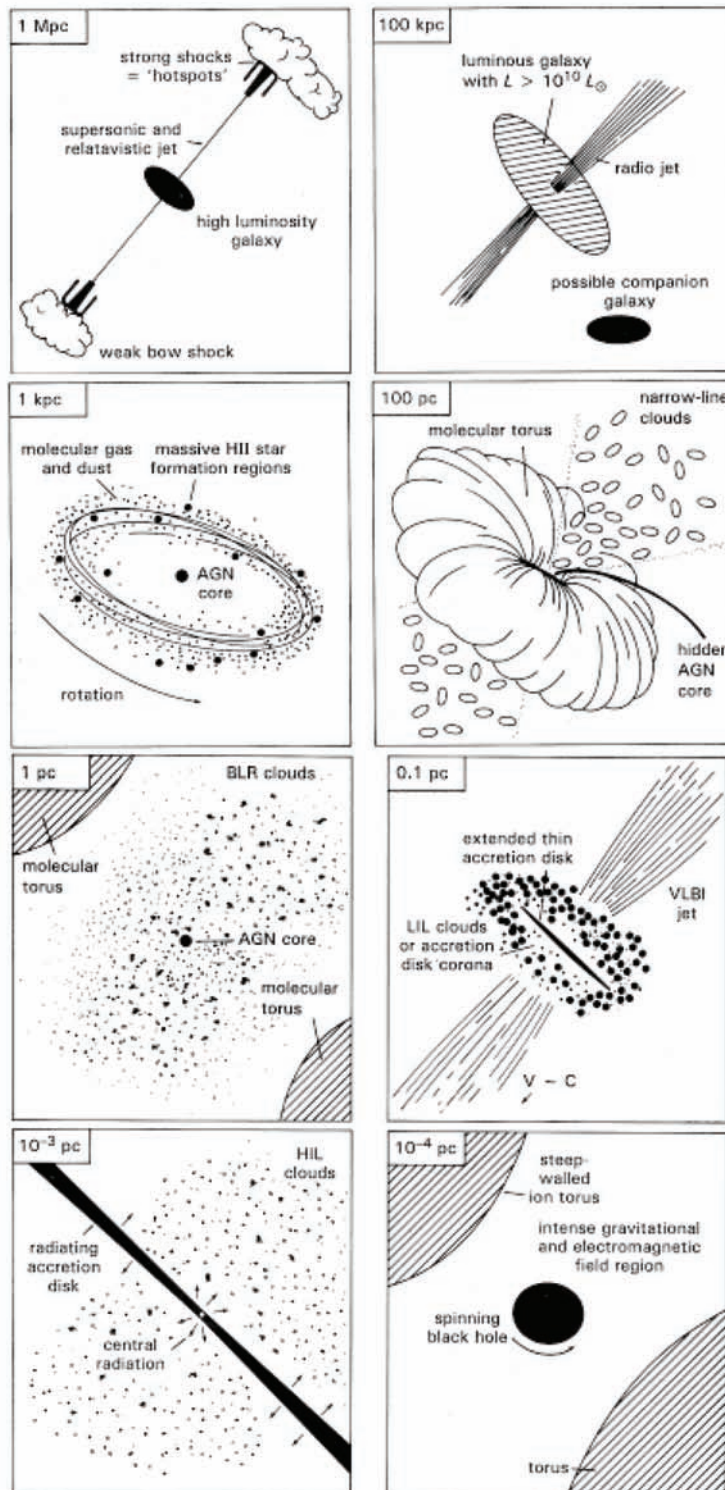 1 Mpc
strong shocks
= 'hotspots'
supersonic and
relatavistic jet
high luminosity
galaxy
weak bow shock
100 kpc
luminous galaxy
with L > 10¹⁰ L☉
radio jet
possible companion
galaxy
1 kpc
molecular gas
and dust
massive HII star
formation regions
AGN
core
rotation
100 pc
narrow-line
clouds
molecular torus
hidden
AGN
core
1 pc
BLR clouds
molecular
torus
AGN core
molecular
torus
0.1 pc
extended thin
accretion disk
VLBI
jet
LIL clouds
or accretion
disk corona
V ~ C
10⁻³ pc
HIL
clouds
radiating
accretion
disk
central
radiation
10⁻⁴ pc
steep-
walled
ion torus
intense gravitational
and electromagnetic
field region
spinning
black hole
torus